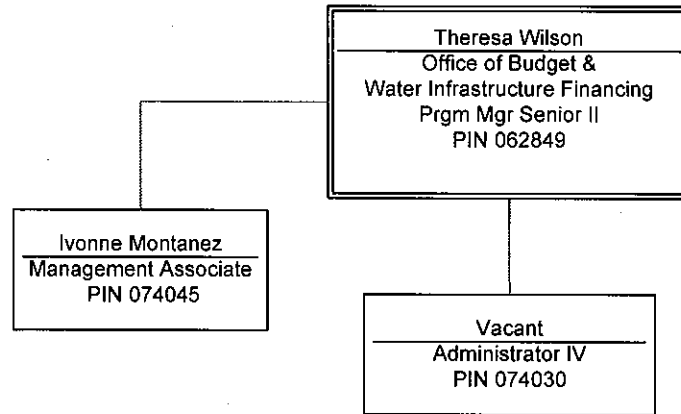 Theresa Wilson
Office of Budget &
Water Infrastructure Financing
Prgm Mgr Senior II
PIN 062849
Ivonne Montanez
Management Associate
PIN 074045
Vacant
Administrator IV
PIN 074030